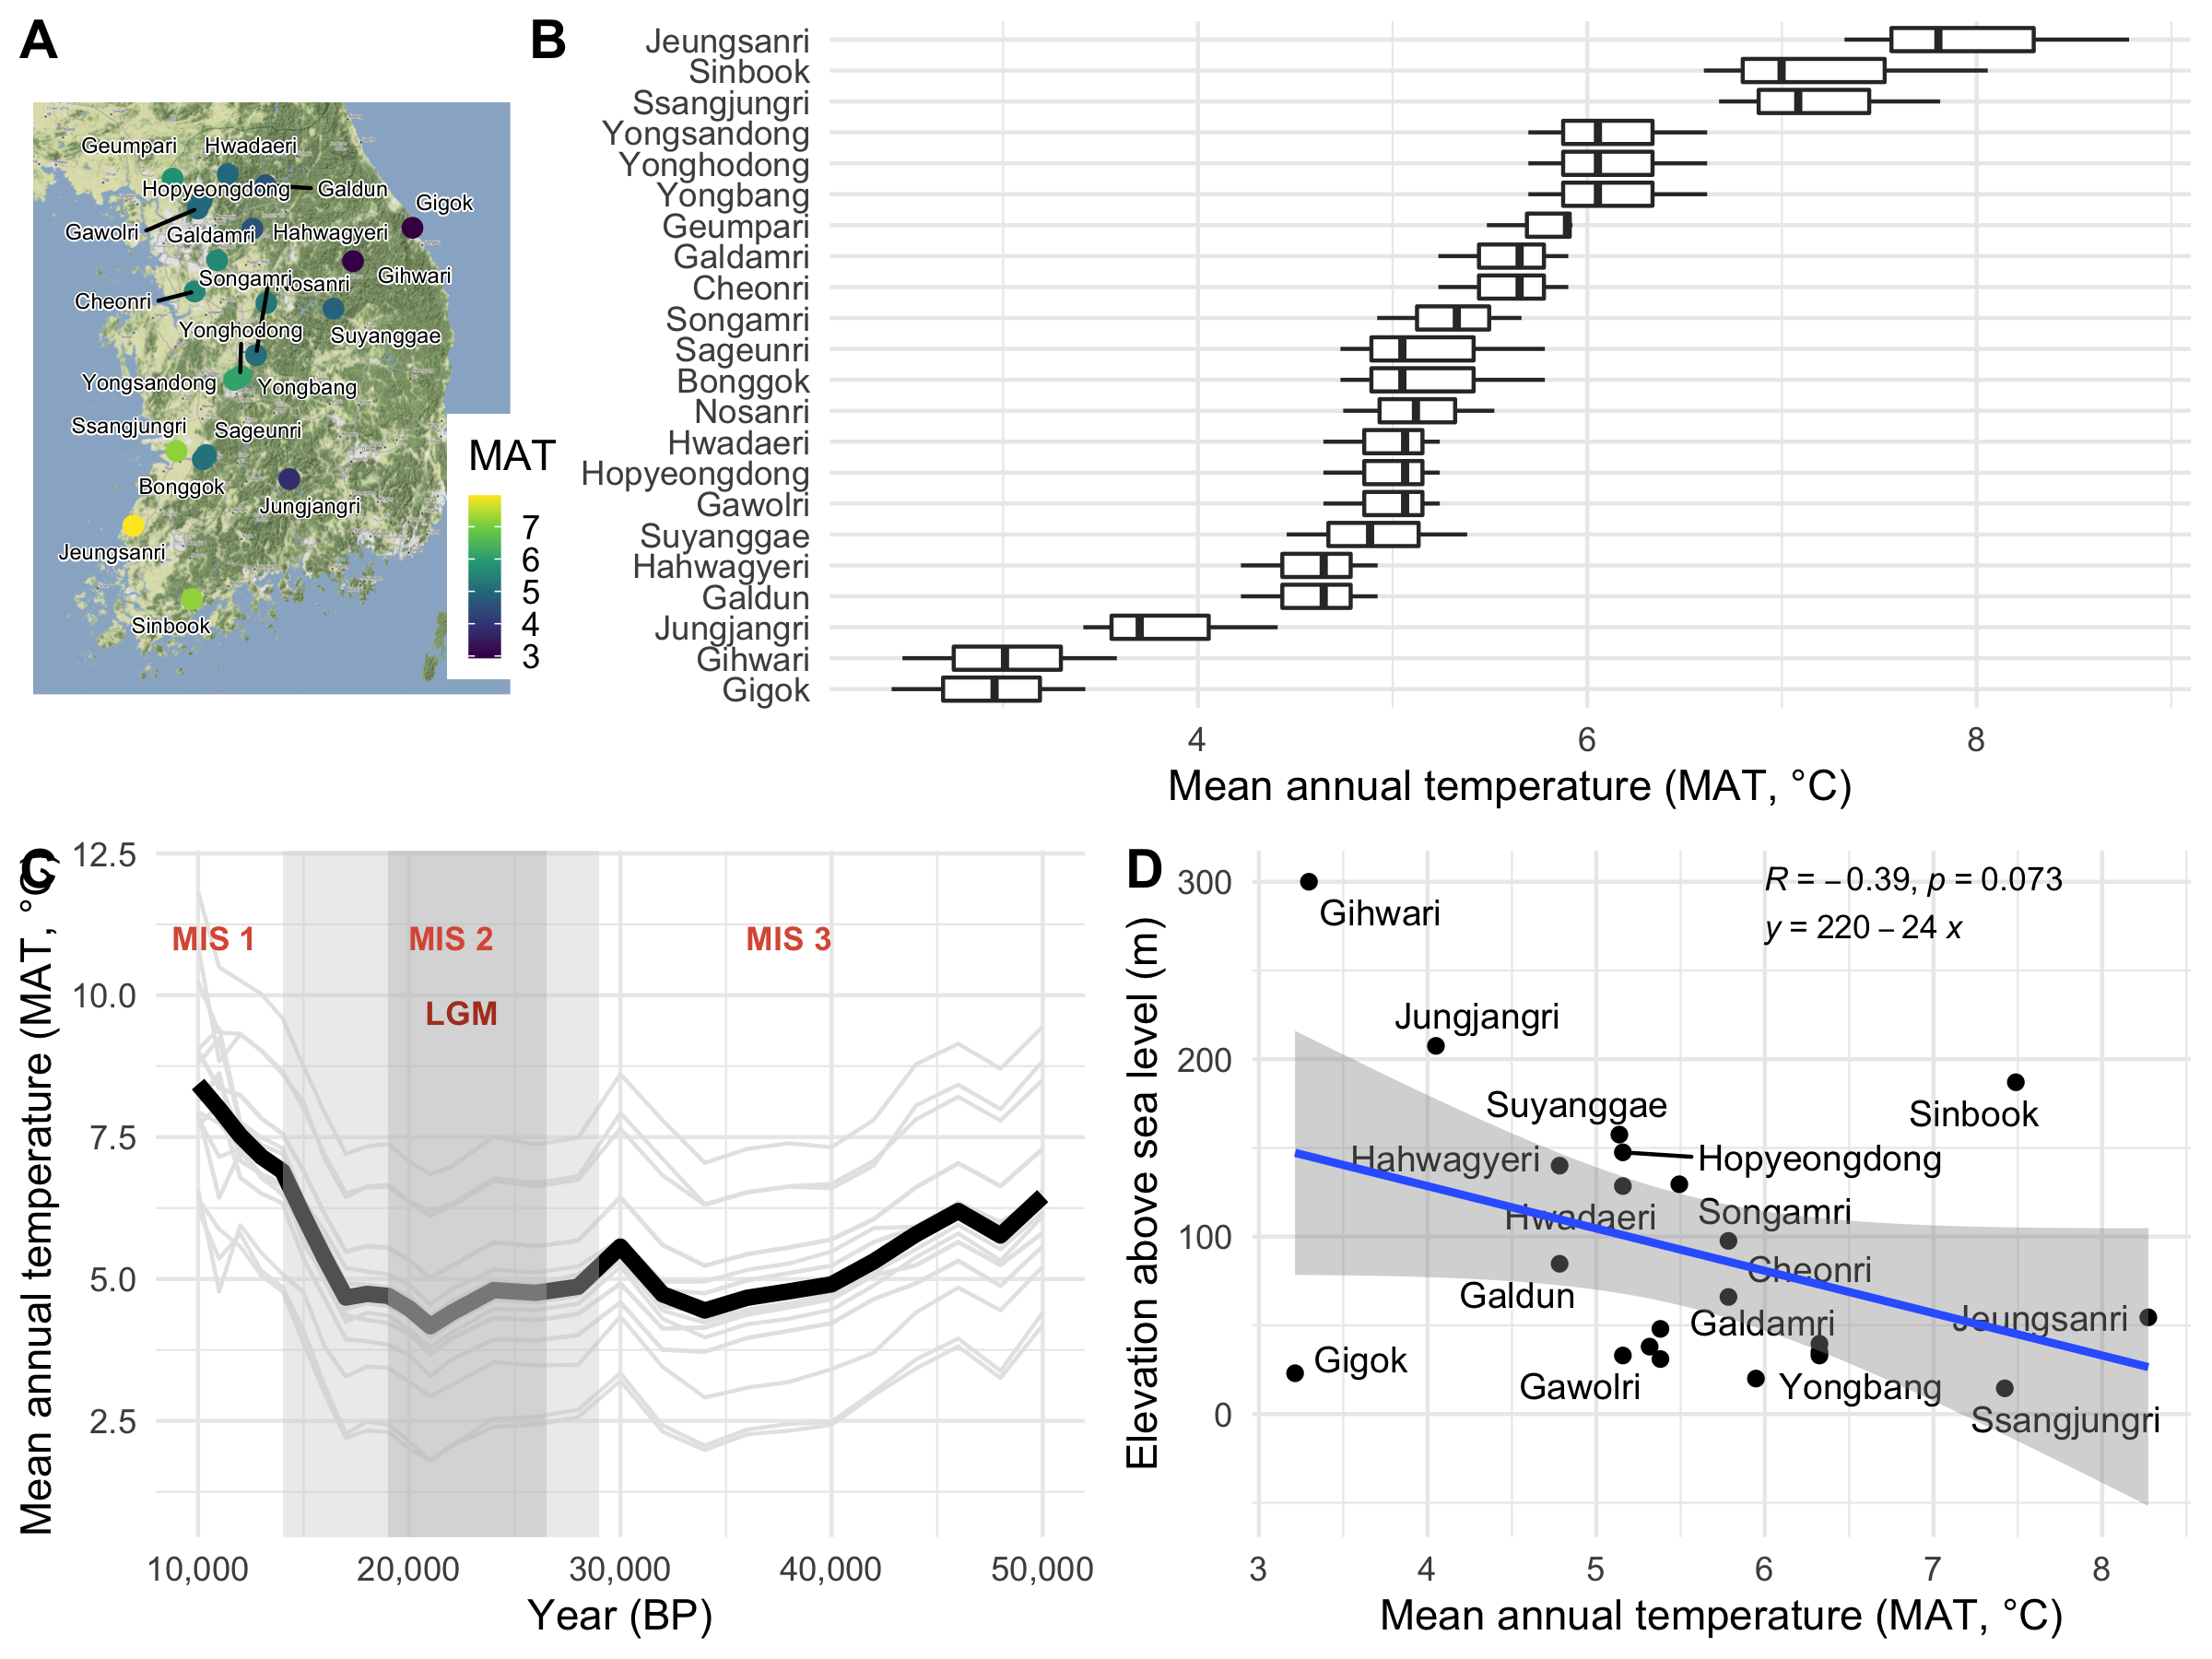 A
Geumpari
Hwadaeri
Hopyeongdong
Galdun
Gigok
Gawolri
Galdamri
Hahwagyeri
Gihwari
Songamri
Nosanri
Cheonri
Yonghodong
Suyanggae
Yongsandong
Yongbang
Ssangjungri
Sageunri
Bonggok
Jungjangri
Jeungsanri
Sinbook
MAT
7
6
5
4
3
B
Jeungsanri
Sinbook
Ssangjungri
Yongsandong
Yonghodong
Yongbang
Geumpari
Galdamri
Cheonri
Songamri
Sageunri
Bonggok
Nosanri
Hwadaeri
Hopyeongdong
Gawolri
Suyanggae
Hahwagyeri
Galdun
Jungjangri
Gihwari
Gigok
4 6 8
Mean annual temperature (MAT, °C)
C
Mean annual temperature (MAT, °C)
12.5
10.0
7.5
5.0
2.5
MIS 1
MIS 2
MIS 3
LGM
10,000 20,000 30,000 40,000 50,000
Year (BP)
D
Elevation above sea level (m)
300
200
100
0
R = −0.39, p = 0.073
y = 220 − 24 x
Gihwari
Jungjangri
Suyanggae
Sinbook
Hahwagyeri
Hopyeongdong
Hwadaeri
Songamri
Cheonri
Galdun
Galdamri
Jeungsanri
Gigok
Gawolri
Yongbang
Ssangjungri
3 4 5 6 7 8
Mean annual temperature (MAT, °C)